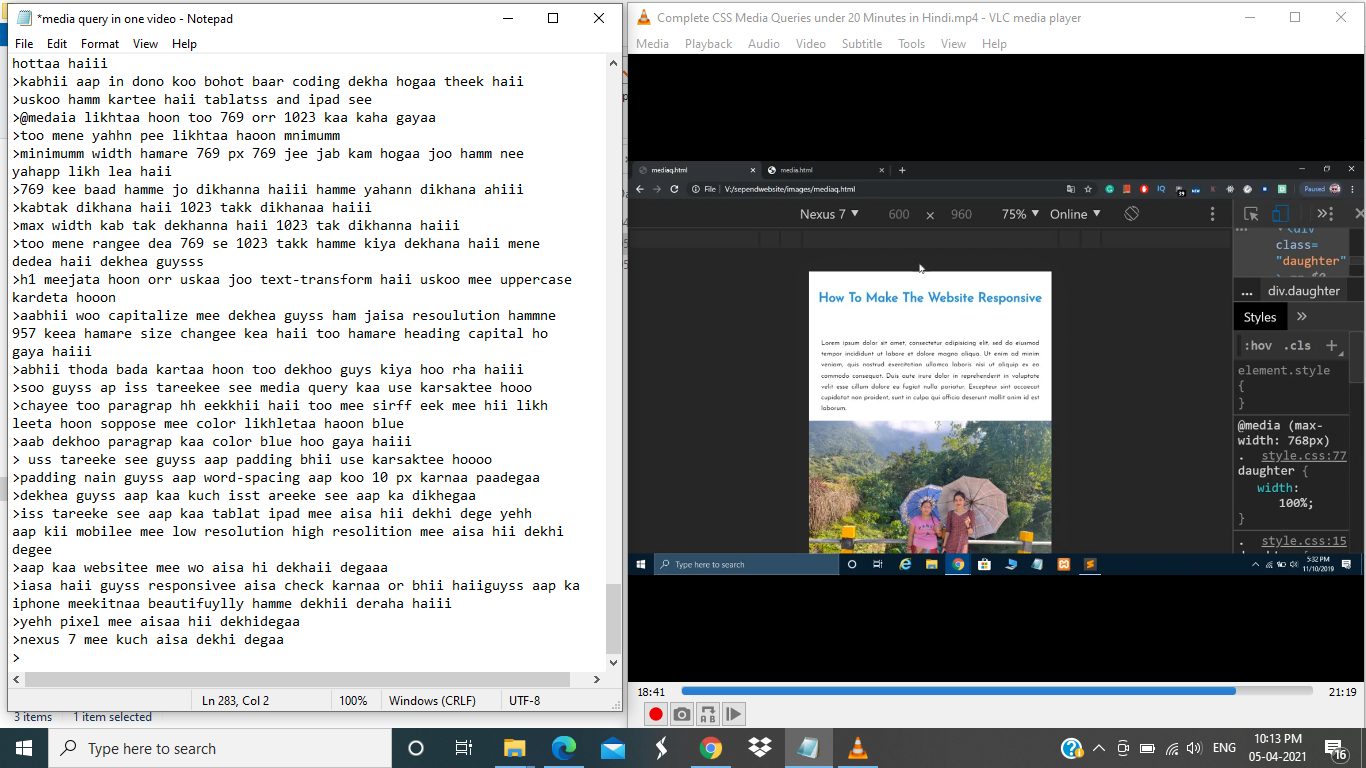 *media query in one video - Notepad
File Edit Format View Help
hottaa haiii
>kabhii aap in dono koo bohot baar coding dekha hogaa theek haii
>uskoo hamm kartee haii tablatss and ipad see
>@medaia likhtaa hoon too 769 orr 1023 kaa kaha gayaa
>too mene yahhn pee likhtaa haoon mnimumm
>minimumm width hamare 769 px 769 jee jab kam hogaa joo hamm nee
yahapp likh lea haii
>769 kee baad hamme jo dikhanna haiii hamme yahann dikhana ahiii
>kabtak dikhana haii 1023 takk dikhanaa haiii
>max width kab tak dekhanna haii 1023 tak dikhanna haiii
>too mene rangee dea 769 se 1023 takk hamme kiya dekhana haii mene
dedea haii dekhea guysss
>h1 meejata hoon orr uskaa joo text-transform haii uskoo mee uppercase
kardeta hooon
>aabhii woo capitalize mee dekhea guyss ham jaisa resoulution hammne
957 keea hamare size changee kea haii too hamare heading capital ho
gaya haiii
>abhii thoda bada kartaa hoon too dekhoo guys kiya hoo rha haiii
>soo guyss ap iss tareekee see media query kaa use karsaktee hooo
>chayee too paragrap hh eekkhii haii too mee sirff eek mee hii likh
leeta hoon soppose mee color likhletaa haoon blue
>aab dekhoo paragrap kaa color blue hoo gaya haiii
> uss tareeke see guyss aap padding bhii use karsaktee hoooo
>padding nain guyss aap word-spacing aap koo 10 px karnaa paadegaa
>dekhea guyss aap kaa kuch isst areeke see aap ka dikhegaa
>iss tareeke see aap kaa tablat ipad mee aisa hii dekhi dege yehh
aap kii mobilee mee low resolution high resolition mee aisa hii dekhi
degee
>aap kaa websitee mee wo aisa hi dekhaii degaaa
>iasa haii guyss responsivee aisa check karnaa or bhii haiiguyss aap ka
iphone meekitnaa beautifuylly hamme dekhii deraha haiii
>yehh pixel mee aisaa hii dekhidegaa
>nexus 7 mee kuch aisa dekhi degaa
>
Ln 283, Col 2 100% Windows (CRLF) UTF-8
3 items 1 item selected
Complete CSS Media Queries under 20 Minutes in Hindi.mp4 - VLC media player
Media Playback Audio Video Subtitle Tools View Help
mediaq.html media.html
File V:/sependwebsite/images/mediaq.html Paused
Nexus 7 600 × 960 75% Online
How To Make The Website Responsive
Lorem ipsum dolor sit amet, consectetur adipisicing elit, sed do eiusmod
tempor incididunt ut labore et dolore magna aliqua. Ut enim ad minim
veniam, quis nostrud exercitation ullamco laboris nisi ut aliquip ex ea
commodo consequat. Duis aute irure dolor in reprehenderit in voluptate
velit esse cillum dolore eu fugiat nulla pariatur. Excepteur sint occaecat
cupidatat non proident, sunt in culpa qui officia deserunt mollit anim id est
laborum.
<div
class=
"daughter"
... div.daughter
Styles »
:hov .cls +
element.style
{
}
@media (max-
width: 768px)
. style.css:77
daughter {
width:
100%;
}
. style.css:15
Type here to search
5:32 PM
11/10/2019
18:41 21:19
Type here to search
ENG
10:13 PM
05-04-2021
16